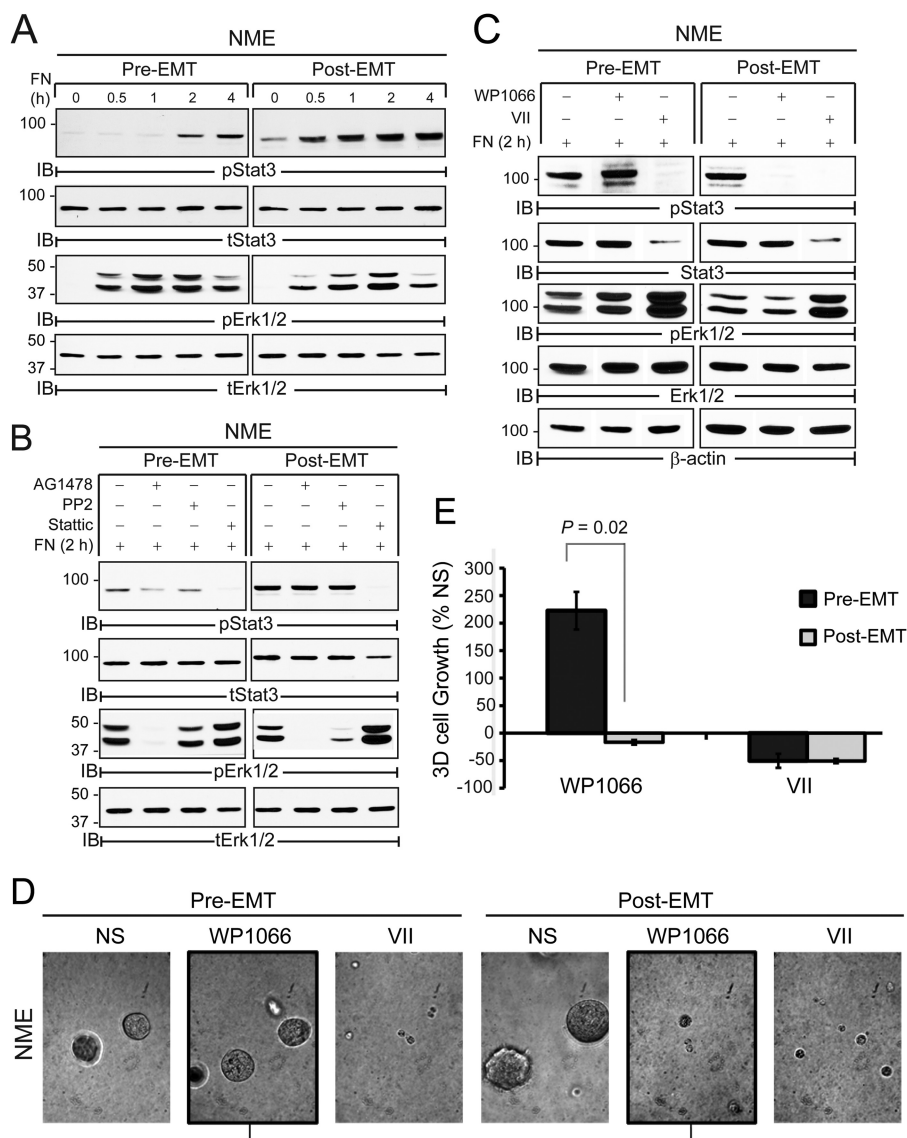 A
NME
Pre-EMT Post-EMT
FN
(h) 0 0.5 1 2 4 0 0.5 1 2 4
100
IB pStat3
100
IB tStat3
50
37
IB pErk1/2
50
37
IB tErk1/2
B
NME
Pre-EMT Post-EMT
AG1478 – + – – – + – –
PP2 – – + – – – + –
Stattic – – – + – – – +
FN (2 h) + + + + + + + +
100
IB pStat3
100
IB tStat3
50
37
IB pErk1/2
50
37
IB tErk1/2
C
NME
Pre-EMT Post-EMT
WP1066 – + – – + –
VII – – + – – +
FN (2 h) + + + + + +
100
IB pStat3
100
IB Stat3
100
IB pErk1/2
100
IB Erk1/2
100
IB β-actin
E
P = 0.02
3D cell Growth (% NS)
300
250
200
150
100
50
0
-50
-100
WP1066 VII
Pre-EMT
Post-EMT
D
Pre-EMT Post-EMT
NS WP1066 VII NS WP1066 VII
NME